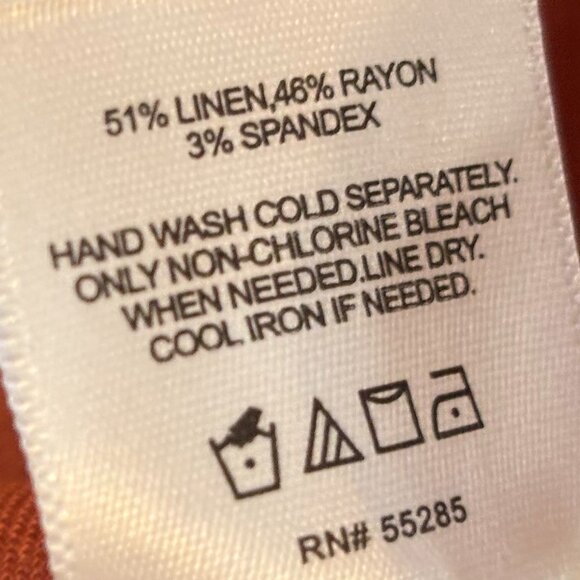 51% LINEN,46% RAYON
3% SPANDEX
HAND WASH COLD SEPARATELY.
ONLY NON-CHLORINE BLEACH
WHEN NEEDED.LINE DRY.
COOL IRON IF NEEDED.
RN# 55285